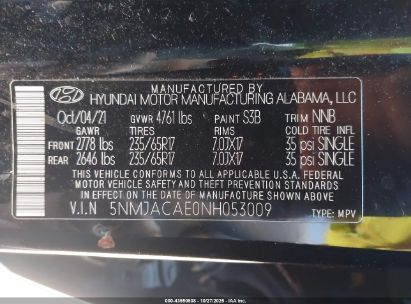 MANUFACTURED BY
HYUNDAI MOTOR MANUFACTURING ALABAMA, LLC
Oct/04/21 GVWR 4761 lbs PAINT S3B TRIM NNB
GAWR TIRES RIMS COLD TIRE INFL
FRONT 2778 lbs 235/65R17 7.0JX17 35 psi SINGLE
REAR 2646 lbs 235/65R17 7.0JX17 35 psi SINGLE
THIS VEHICLE CONFORMS TO ALL APPLICABLE
U.S.A. FEDERAL MOTOR VEHICLE SAFETY AND
THEFT PREVENTION STANDARDS IN EFFECT ON
THE DATE OF MANUFACTURE SHOWN ABOVE.
V.I.N 5NMJACAE0NH053009 TYPE: MPV